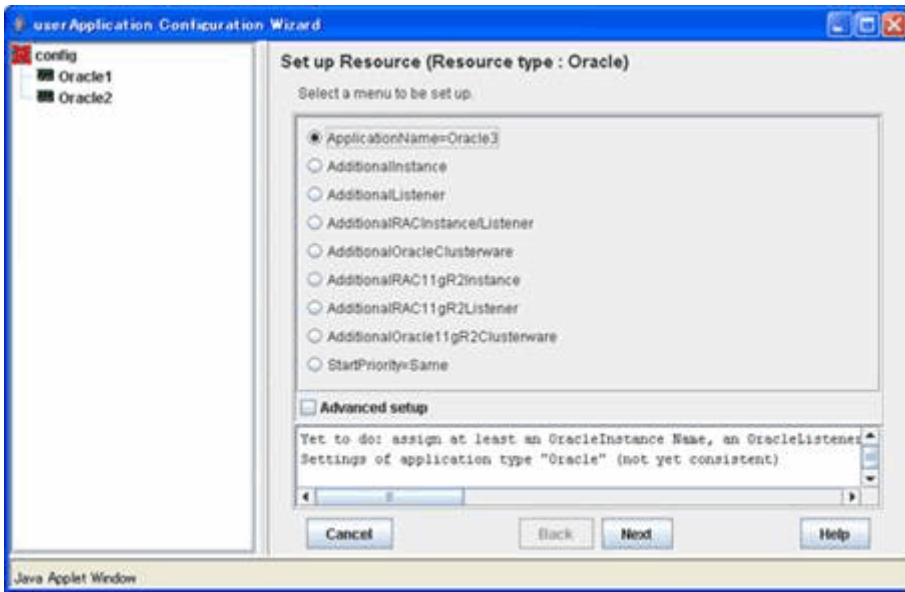 userApplication Configuration Wizard
config
Oracle1
Oracle2
Set up Resource (Resource type : Oracle)
Select a menu to be set up.
ApplicationName=Oracle3
AdditionalInstance
AdditionalListener
AdditionalRACInstance/Listener
AdditionalOracleClusterware
AdditionalRAC11gR2Instance
AdditionalRAC11gR2Listener
AdditionalOracle11gR2Clusterware
StartPriority=Same
Advanced setup
Yet to do: assign at least an OracleInstance Name, an OracleListener
Settings of application type "Oracle" (not yet consistent)
Cancel Back Next Help
Java Applet Window